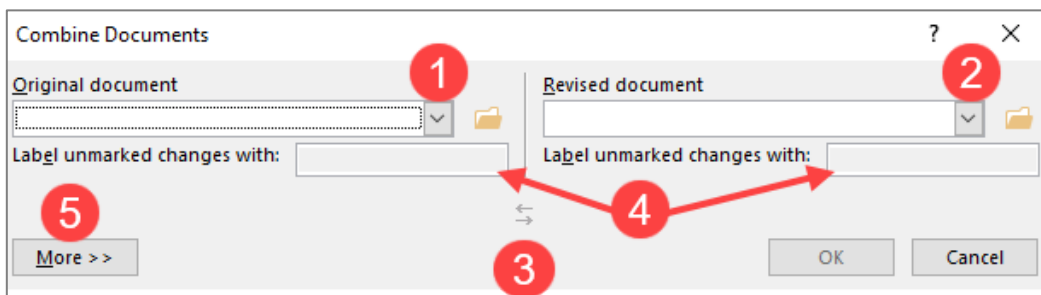 Combine Documents ? X
1 2
Original document Revised document
Label unmarked changes with: Label unmarked changes with:
5 4
More >> 3 OK Cancel